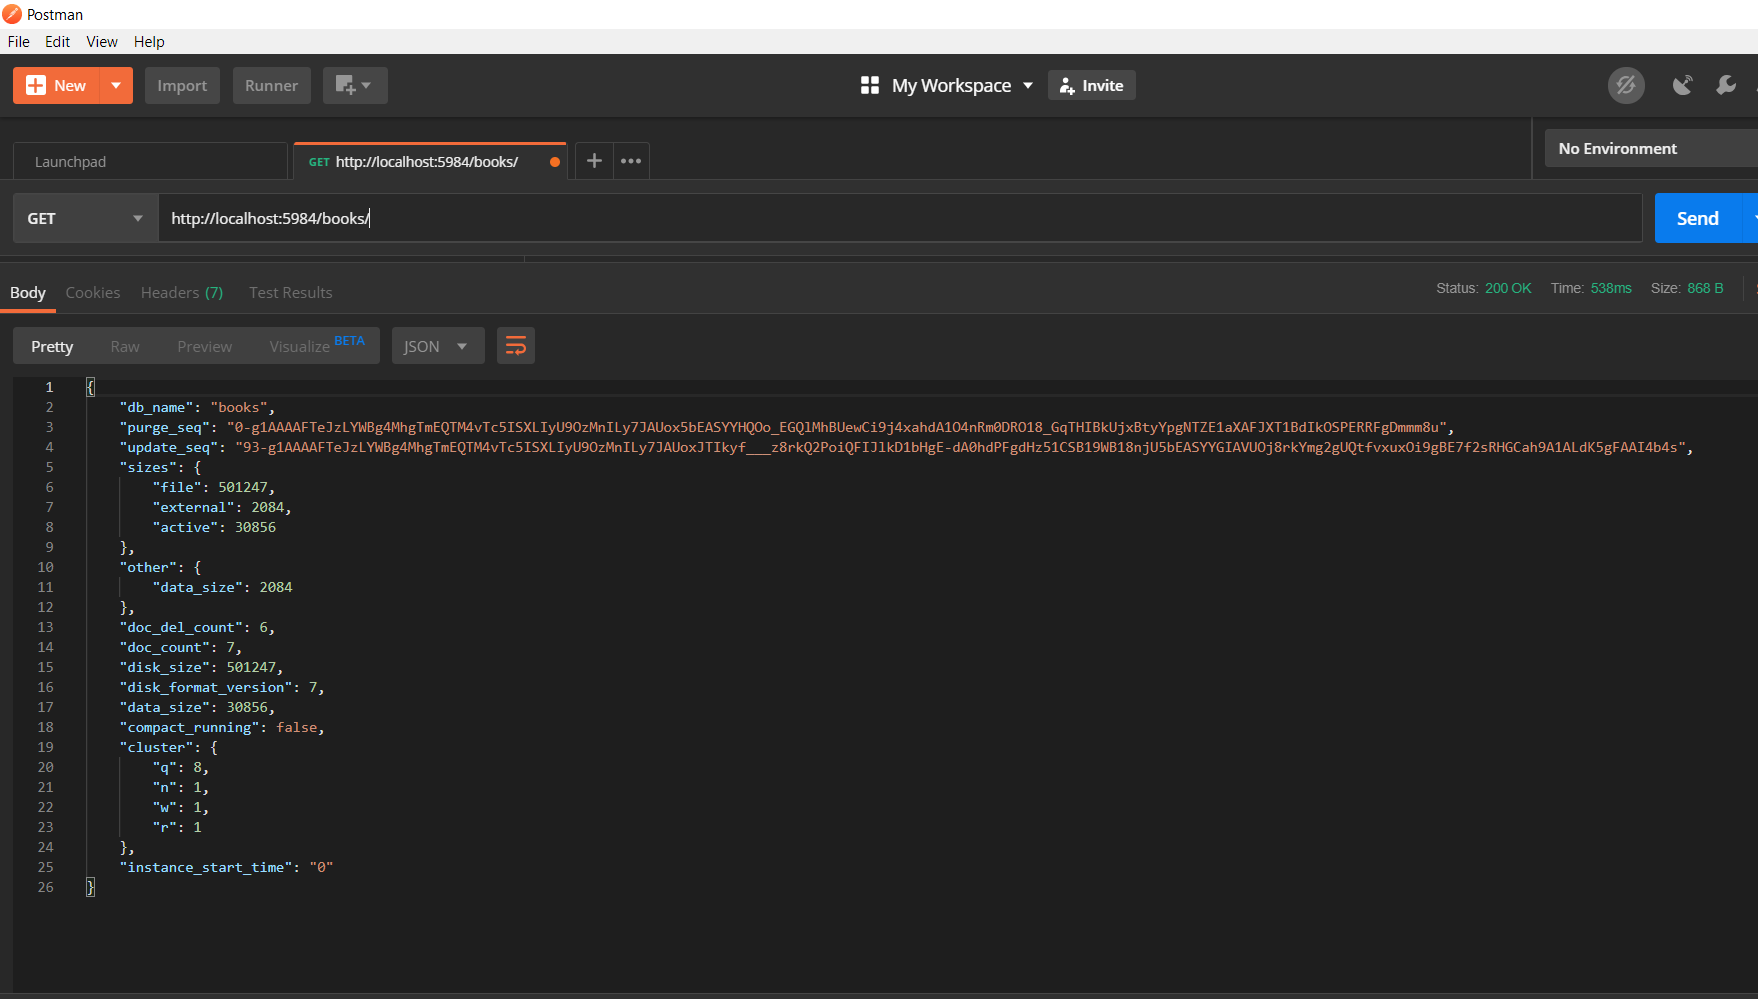 Postman
File Edit View Help
New Import Runner My Workspace Invite
Launchpad GET http://localhost:5984/books/ No Environment
GET http://localhost:5984/books/ Send
Body Cookies Headers (7) Test Results Status: 200 OK Time: 538ms Size: 868 B
Pretty Raw Preview Visualize BETA JSON
1 {
2 "db_name": "books",
3 "purge_seq": "0-g1AAAAFTeJzLYWBg4MhgTmEQTM4vTc5ISXLIyU9OzMnILy7JAUox5bEASYYHQOo_EGQlMhBUewCi9j4xahdA1O4nRm0DRO18_GqTHIBkUjxBtyYpgNTZE1aXAFJXT1BdIkOSPERRFgDmmm8u",
4 "update_seq": "93-g1AAAAFTeJzLYWBg4MhgTmEQTM4vTc5ISXLIyU9OzMnILy7JAUoxJTIkyf___z8rkQ2PoiQFIJlkD1bHgE-dA0hdPFgdHz51CSB19WB18njU5bEASYYGIAVUOj8rkYmg2gUQtfvxuxOi9gBE7f2sRHGCah9A1ALdK5gFAAI4b4s",
5 "sizes": {
6 "file": 501247,
7 "external": 2084,
8 "active": 30856
9 },
10 "other": {
11 "data_size": 2084
12 },
13 "doc_del_count": 6,
14 "doc_count": 7,
15 "disk_size": 501247,
16 "disk_format_version": 7,
17 "data_size": 30856,
18 "compact_running": false,
19 "cluster": {
20 "q": 8,
21 "n": 1,
22 "w": 1,
23 "r": 1
24 },
25 "instance_start_time": "0"
26 }